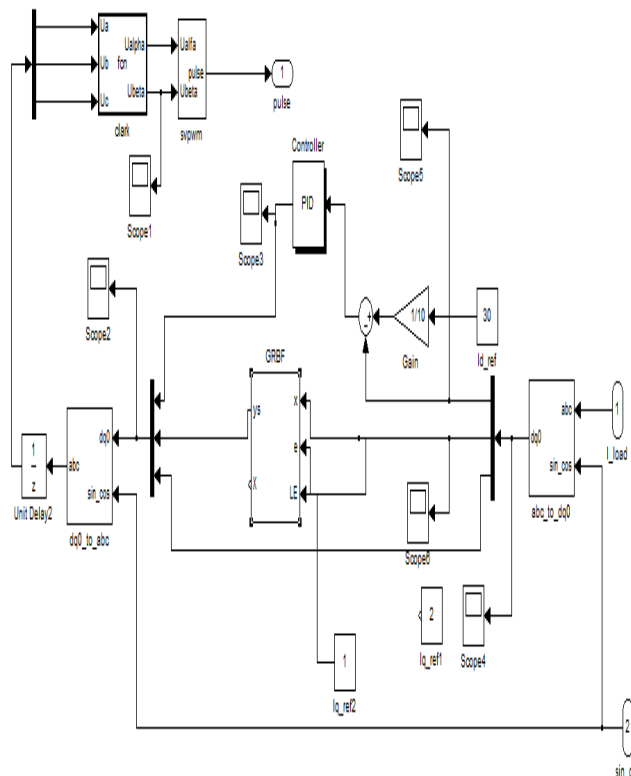 Ua
Ub
Uc
Ualpha
fcn
Ubeta
clark
Ualfa
pulse
Ubeta
svpwm
1
pulse
Scope1
Controller
PID
Scope3
Scope5
Scope2
1/10
Gain
30
Id_ref
GRBF
ys
x
e
X
LE
dq0
abc
sin_cos
dq0_to_abc
1
z
Unit Delay2
abc
dq0
sin_cos
abc_to_dq0
1
I_load
Scope6
2
Iq_ref1
Scope4
1
Iq_ref2
2
sin_c